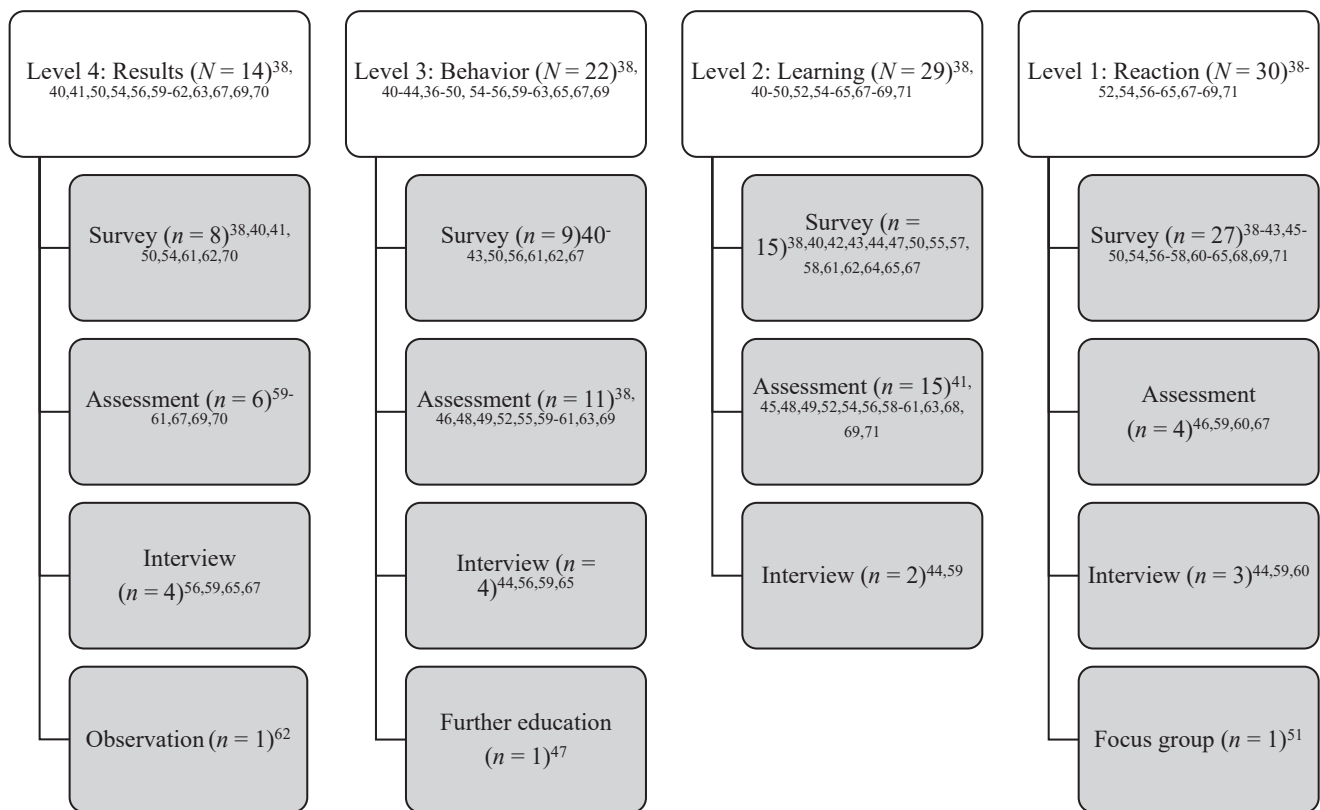 Level 4: Results (N = 14)38,
40,41,50,54,56,59-62,63,67,69,70
Survey (n = 8)38,40,41,
50,54,61,62,70
Assessment (n = 6)59-
61,67,69,70
Interview
(n = 4)56,59,65,67
Observation (n = 1)62
Level 3: Behavior (N = 22)38,
40-44,36-50, 54-56,59-63,65,67,69
Survey (n = 9)40-
43,50,56,61,62,67
Assessment (n = 11)38,
46,48,49,52,55,59-61,63,69
Interview (n =
4)44,56,59,65
Further education
(n = 1)47
Level 2: Learning (N = 29)38,
40-50,52,54-65,67-69,71
Survey (n =
15)38,40,42,43,44,47,50,55,57,
58,61,62,64,65,67
Assessment (n = 15)41,
45,48,49,52,54,56,58-61,63,68,
69,71
Interview (n = 2)44,59
Level 1: Reaction (N = 30)38-
52,54,56-65,67-69,71
Survey (n = 27)38-43,45-
50,54,56-58,60-65,68,69,71
Assessment
(n = 4)46,59,60,67
Interview (n = 3)44,59,60
Focus group (n = 1)51